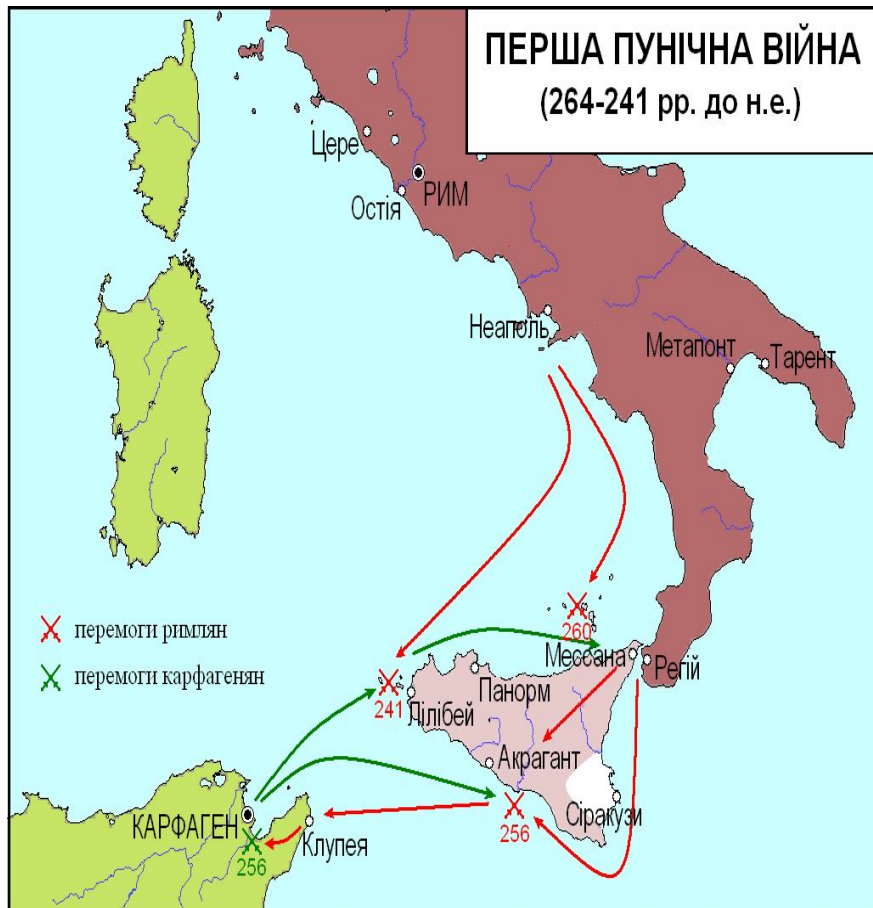 ПЕРША ПУНІЧНА ВІЙНА
(264-241 рр. до н.е.)
Цере
РИМ
Остія
Неаполь
Метапонт
Тарент
перемоги римлян
260
Мессана
Регій
перемоги карфагенян
Панорм
241
Лілібей
Акрагант
Сіракузи
КАРФАГЕН
Клупея
256
256